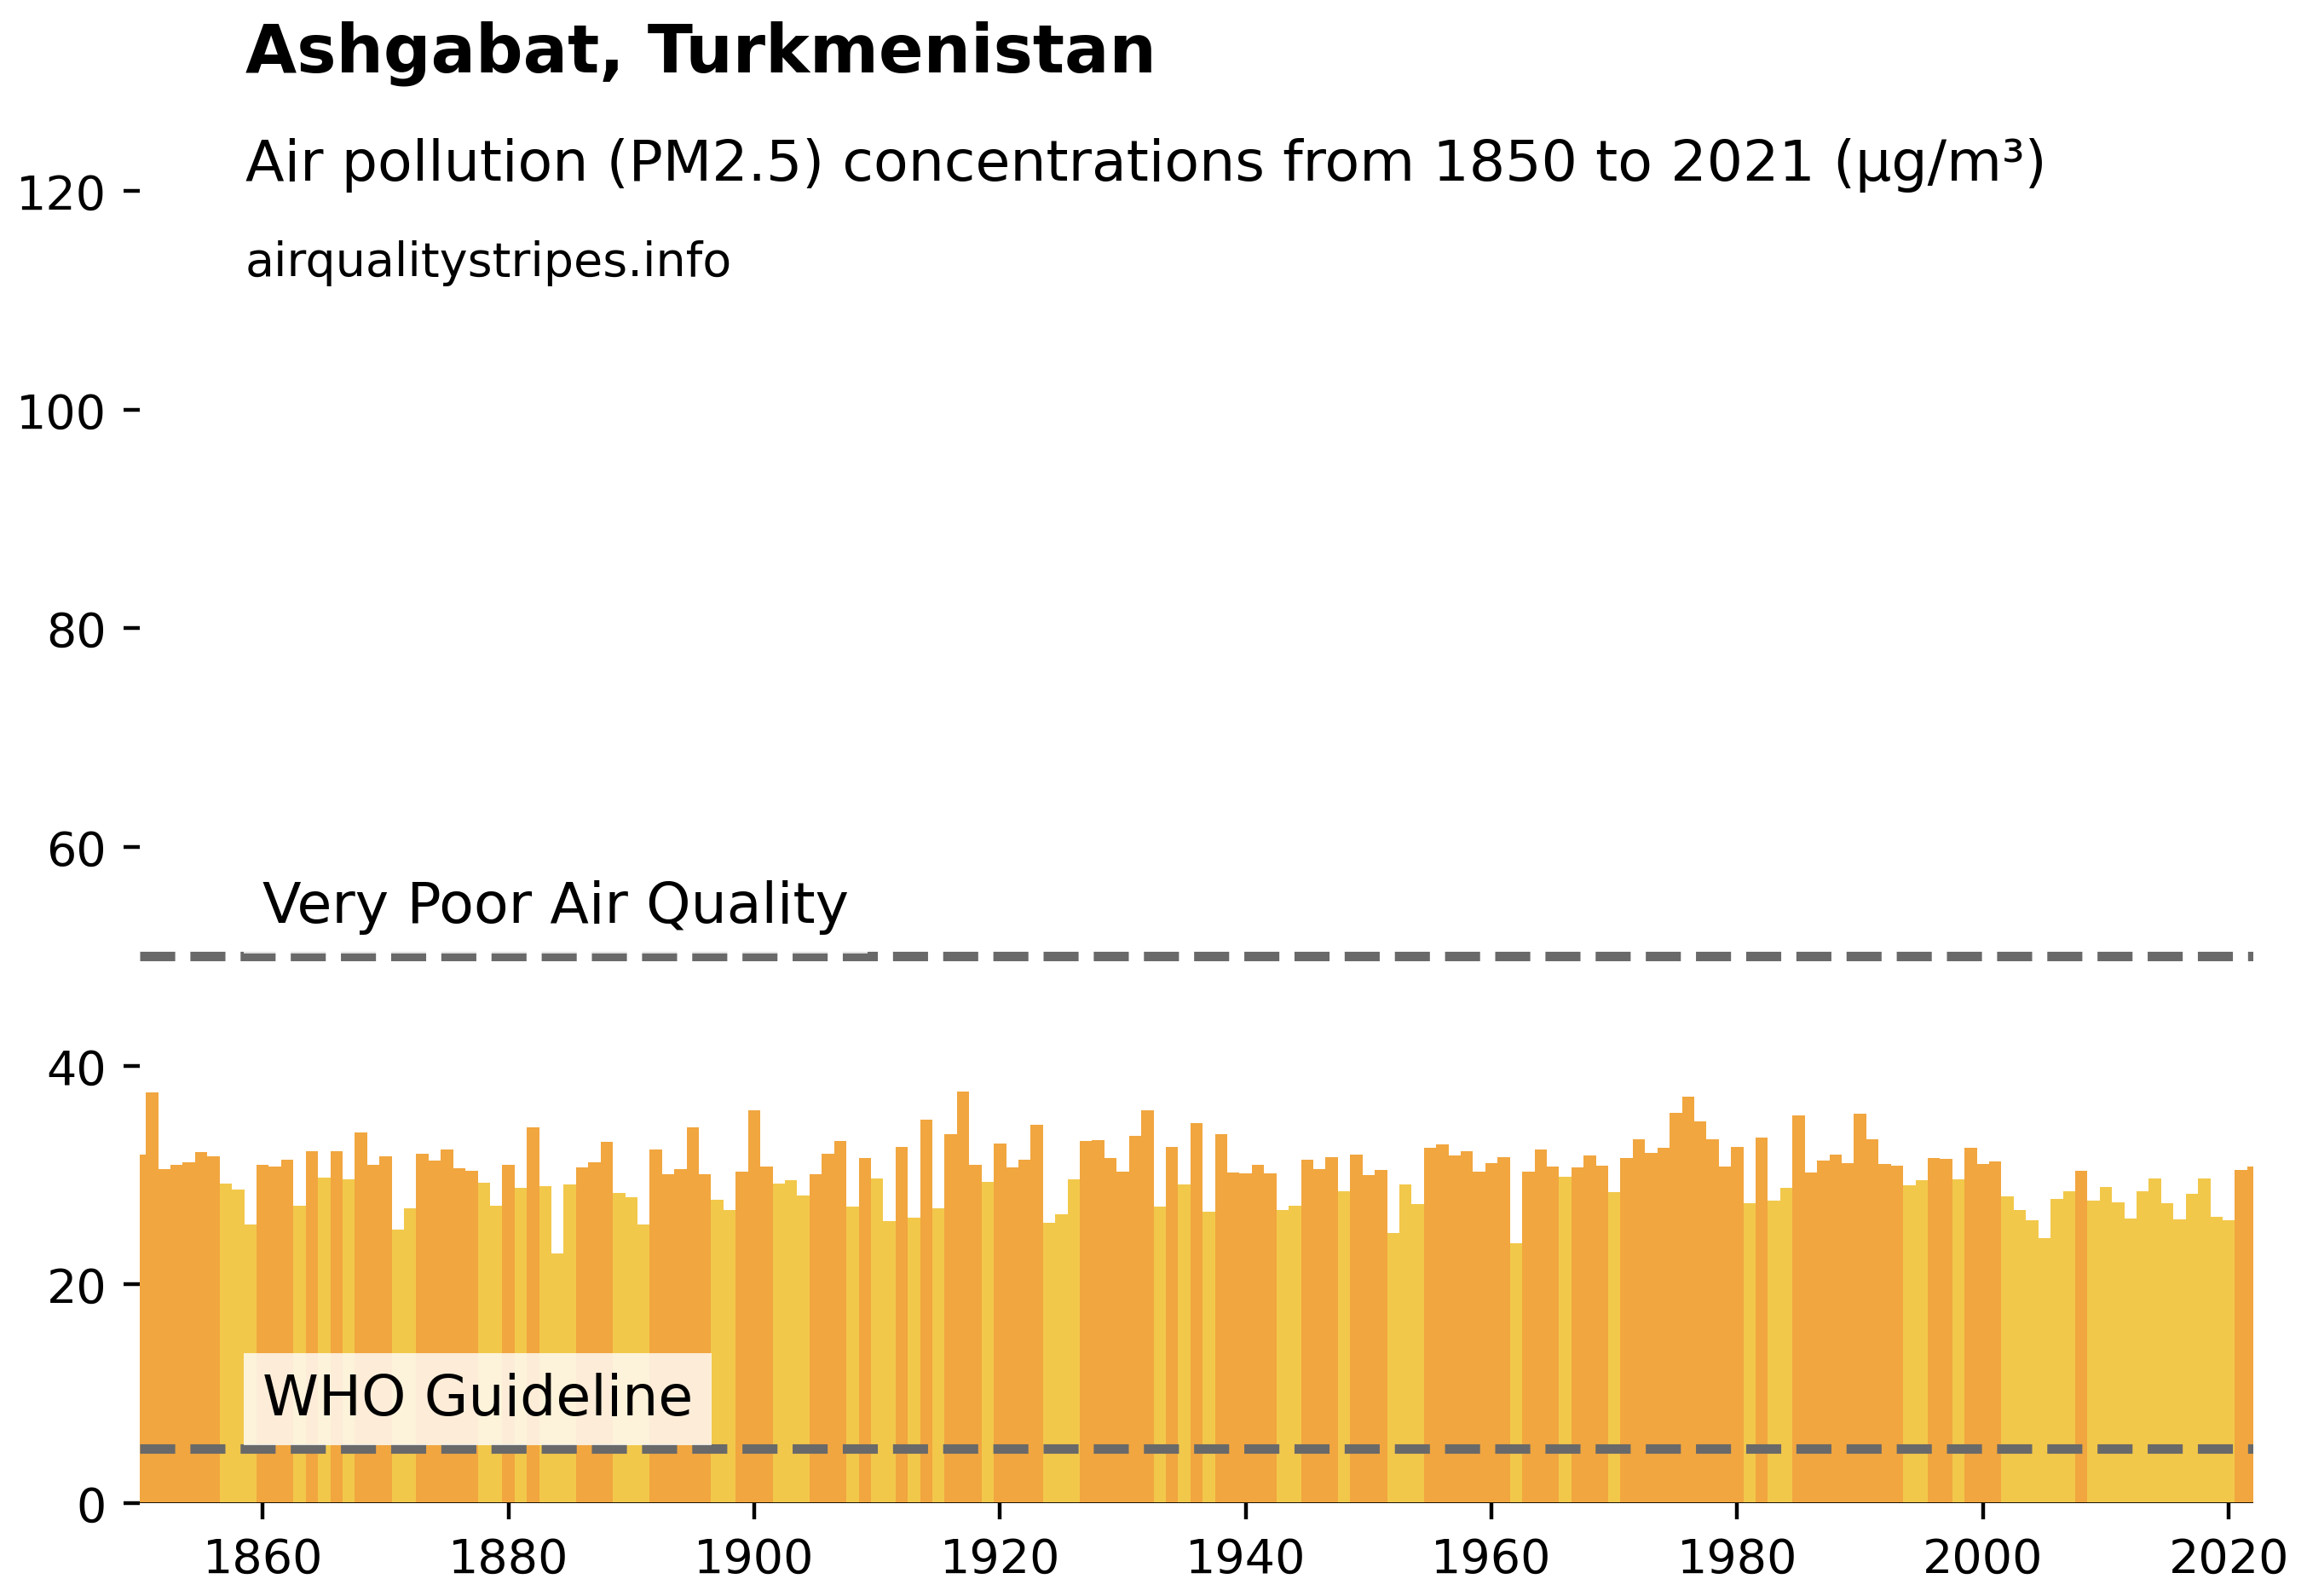 Ashgabat, Turkmenistan
Air pollution (PM2.5) concentrations from 1850 to 2021 (µg/m³)
airqualitystripes.info
120
100
80
60
Very Poor Air Quality
40
20
WHO Guideline
0
1860 1880 1900 1920 1940 1960 1980 2000 2020